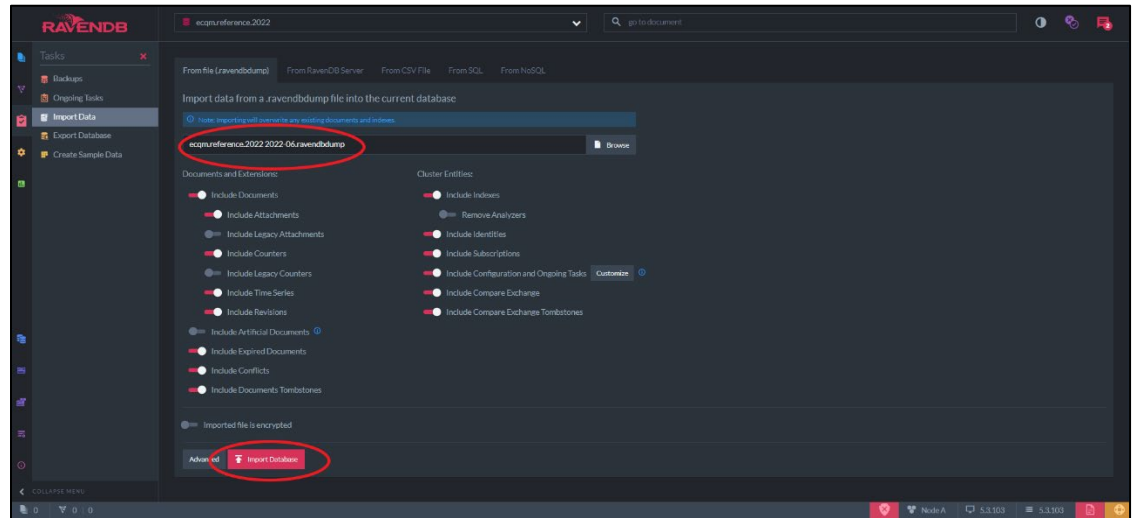 RAVENDB
ecqm.reference.2022
go to document
Tasks
Backups
Ongoing Tasks
Import Data
Export Database
Create Sample Data
From file (.ravendbdump)
From RavenDB Server
From CSV File
From SQL
From NoSQL
Import data from a .ravendbdump file into the current database
Note: Importing will overwrite any existing documents and indexes.
ecqm.reference.2022 2022-06.ravendbdump
Browse
Documents and Extensions:
Cluster Entities:
Include Documents
Include Indexes
Include Attachments
Remove Analyzers
Include Legacy Attachments
Include Identities
Include Counters
Include Subscriptions
Include Legacy Counters
Include Configuration and Ongoing Tasks
Customize
Include Time Series
Include Compare Exchange
Include Revisions
Include Compare Exchange Tombstones
Include Artificial Documents
Include Expired Documents
Include Conflicts
Include Documents Tombstones
Imported file is encrypted
Advanced
Import Database
COLLAPSE MENU
0
0
0
Node A
5.3.103
5.3.103